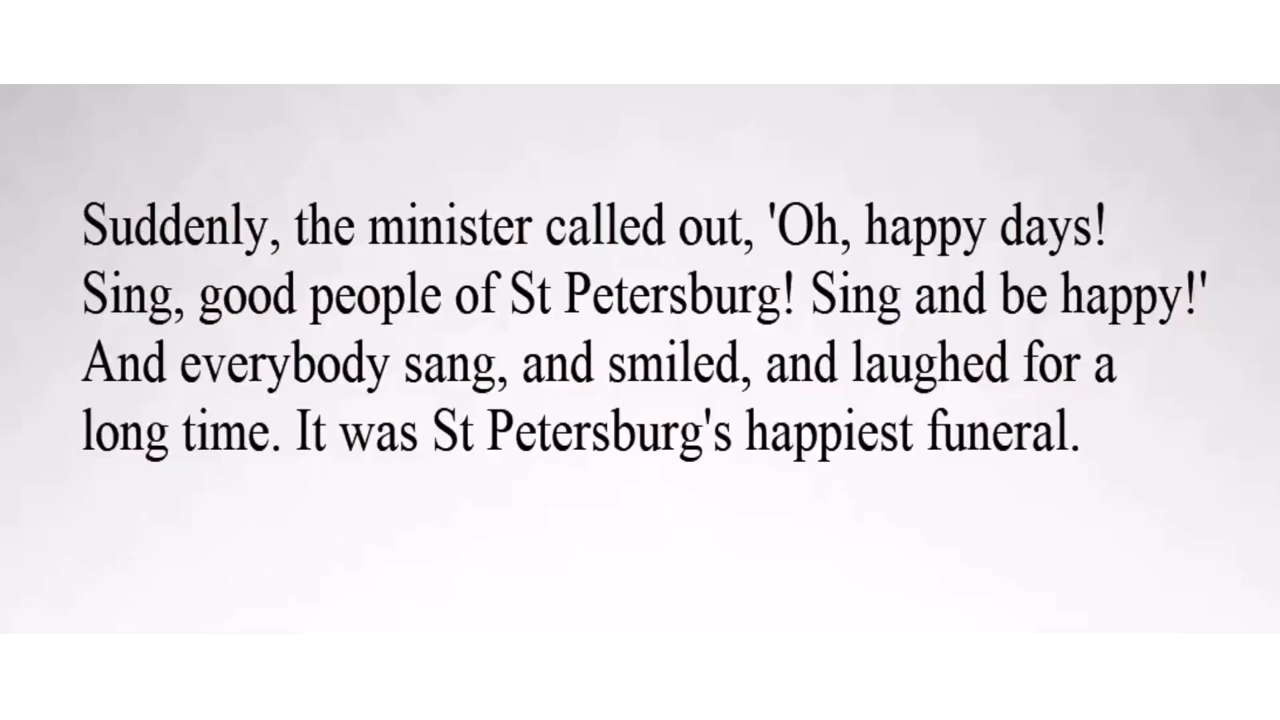 Suddenly, the minister called out, 'Oh, happy days!
Sing, good people of St Petersburg! Sing and be happy!'
And everybody sang, and smiled, and laughed for a
long time. It was St Petersburg's happiest funeral.